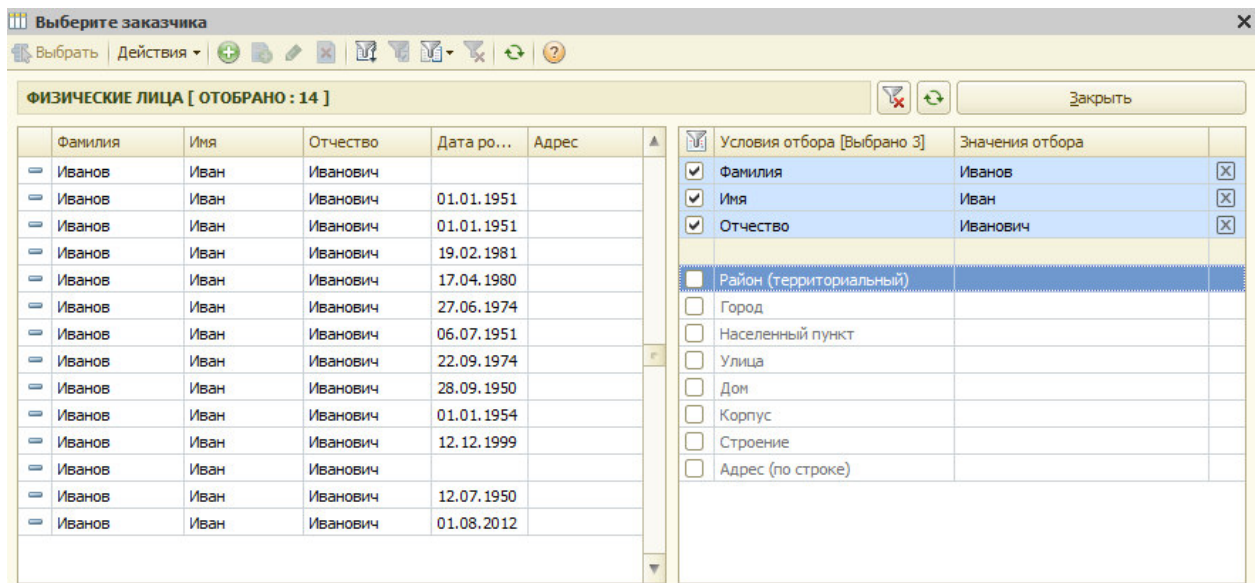 Выберите заказчика
Выбрать Действия
ФИЗИЧЕСКИЕ ЛИЦА [ ОТОБРАНО : 14 ] Закрыть
Фамилия Имя Отчество Дата ро... Адрес Условия отбора [Выбрано 3] Значения отбора
Иванов Иван Иванович Фамилия Иванов
Иванов Иван Иванович 01.01.1951 Имя Иван
Иванов Иван Иванович 01.01.1951 Отчество Иванович
Иванов Иван Иванович 19.02.1981
Иванов Иван Иванович 17.04.1980 Район (территориальный)
Иванов Иван Иванович 27.06.1974 Город
Иванов Иван Иванович 06.07.1951 Населенный пункт
Иванов Иван Иванович 22.09.1974 Улица
Иванов Иван Иванович 28.09.1950 Дом
Иванов Иван Иванович 01.01.1954 Корпус
Иванов Иван Иванович 12.12.1999 Строение
Иванов Иван Иванович Адрес (по строке)
Иванов Иван Иванович 12.07.1950
Иванов Иван Иванович 01.08.2012